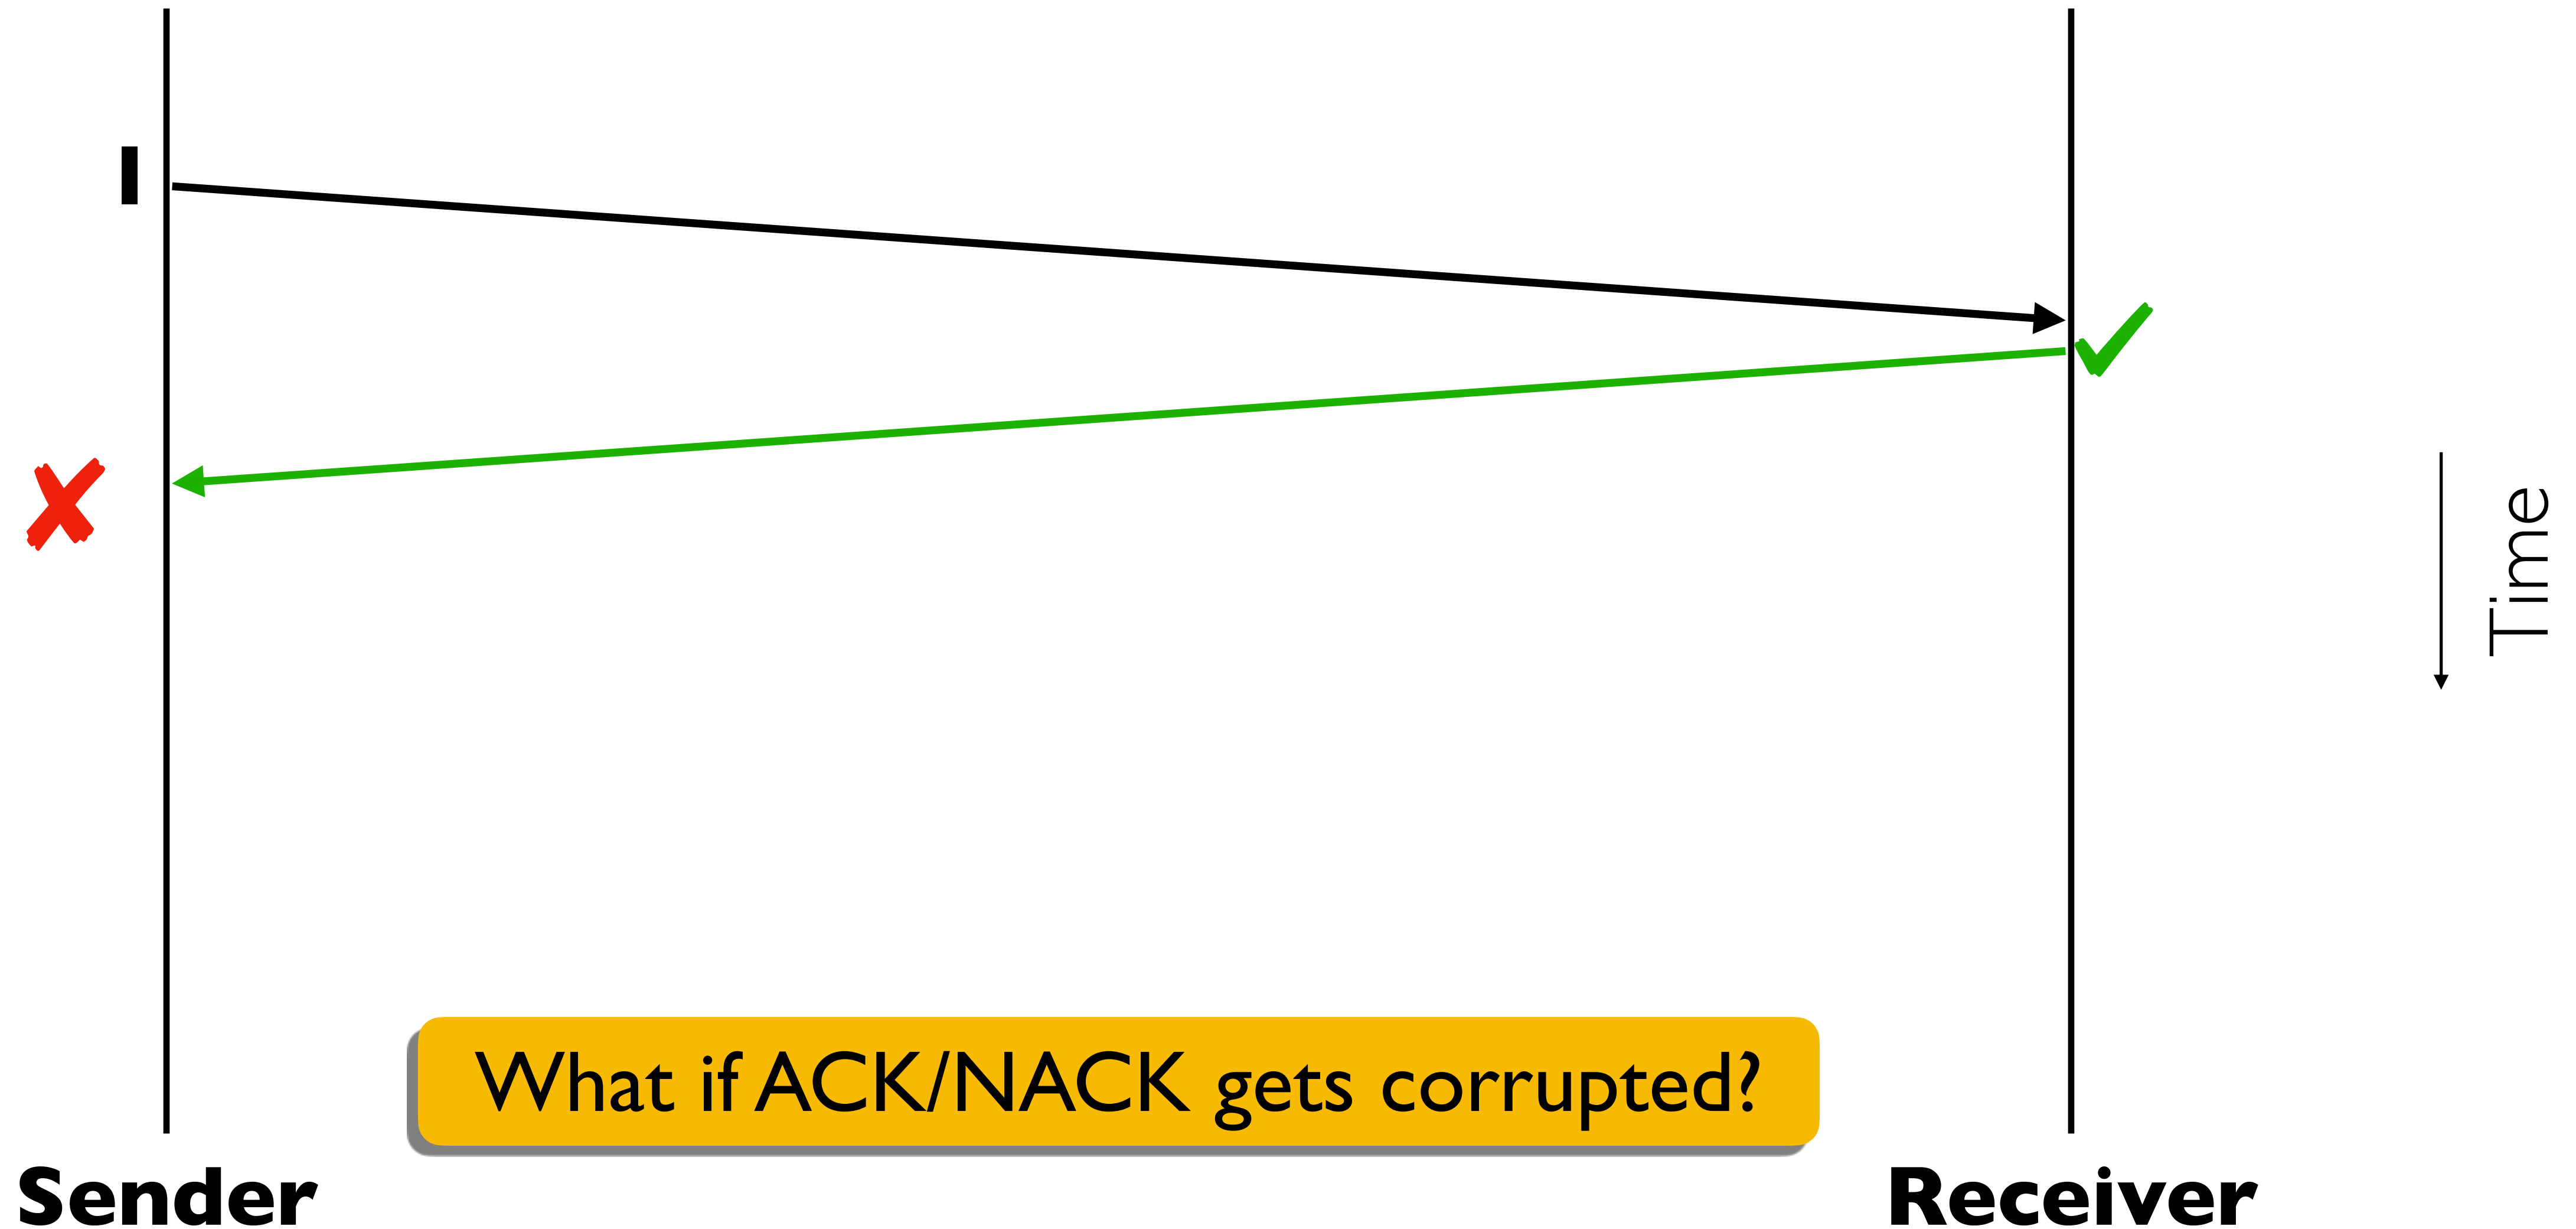 1
Time
What if ACK/NACK gets corrupted?
Sender
Receiver